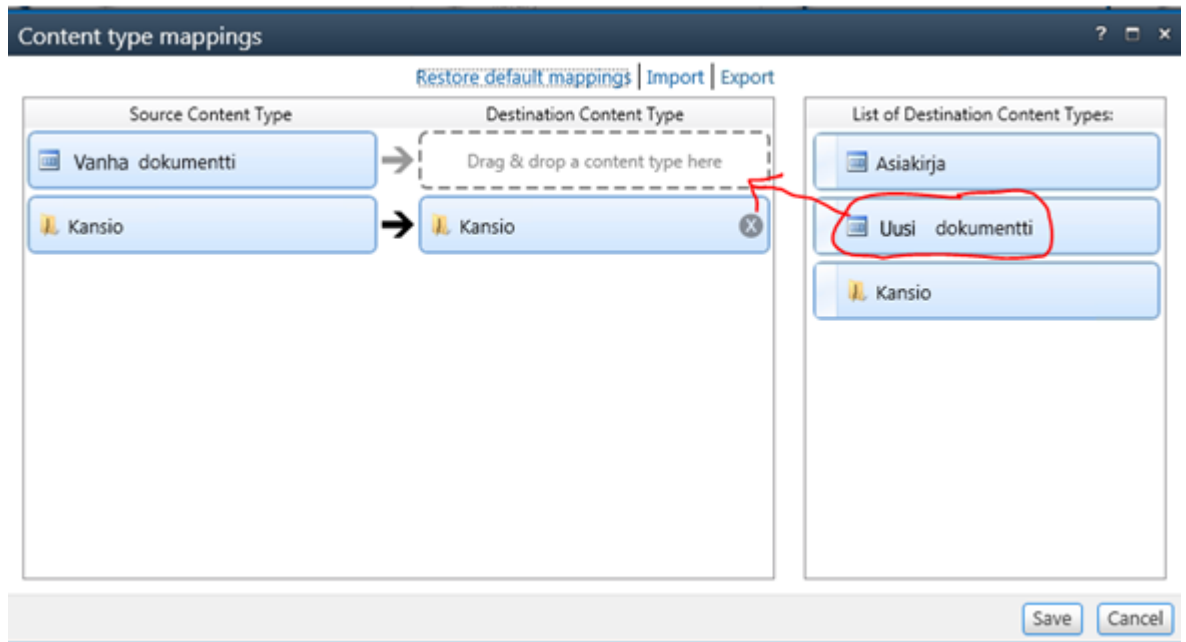 Content type mappings ?
Restore default mappings | Import | Export
Source Content Type Destination Content Type
Vanha dokumentti Drag & drop a content type here
Kansio Kansio X
List of Destination Content Types:
Asiakirja
Uusi dokumentti
Kansio
Save Cancel